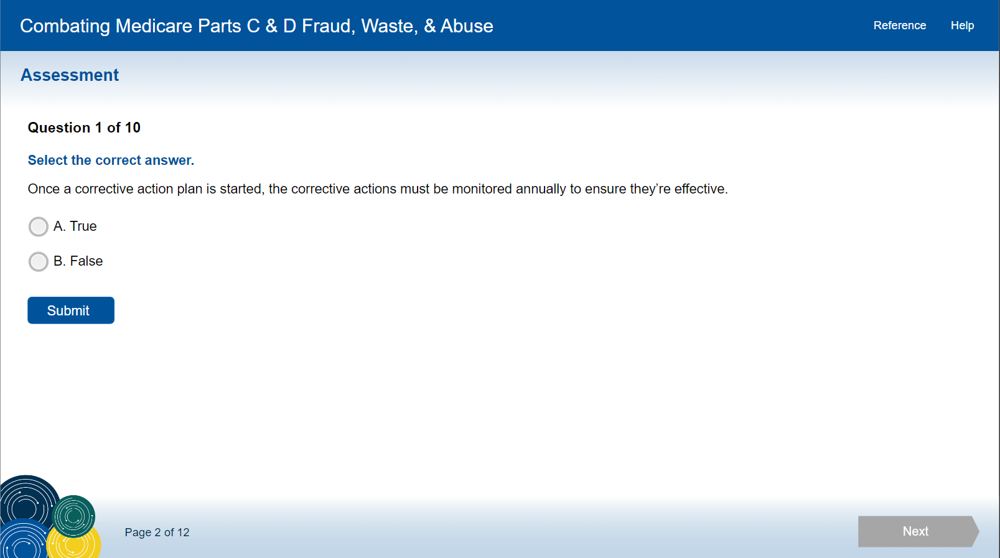 Combating Medicare Parts C & D Fraud, Waste, & Abuse
Reference
Help
Assessment
Question 1 of 10
Select the correct answer.
Once a corrective action plan is started, the corrective actions must be monitored annually to ensure they’re effective.
A. True
B. False
Submit
Page 2 of 12
Next